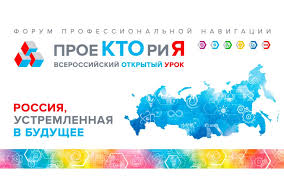 ФОРУМ ПРОФЕССИОНАЛЬНОЙ НАВИГАЦИИ
ПРОеКТОриЯ
ВСЕРОССИЙСКИЙ ОТКРЫТЫЙ УРОК
РОССИЯ,
УСТРЕМЛЕННАЯ
В БУДУЩЕЕ